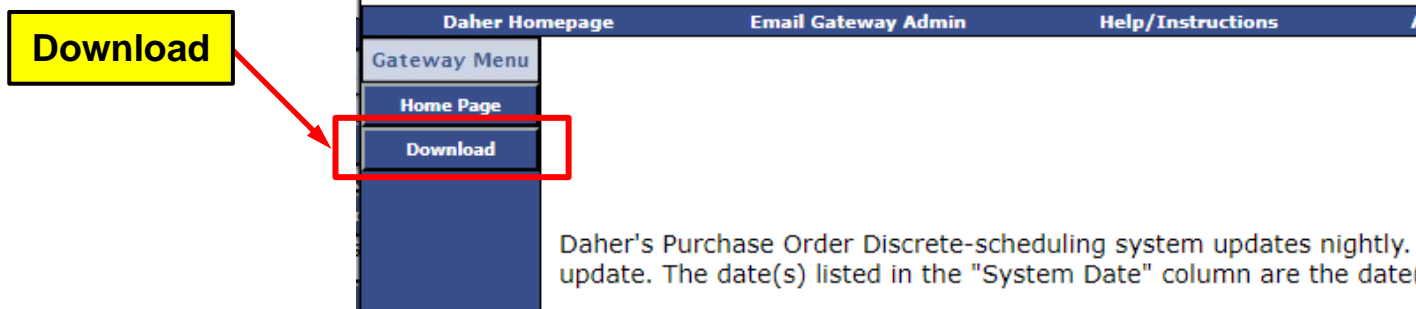 Daher Homepage Email Gateway Admin Help/Instructions
Download
Gateway Menu
Home Page
Download
Daher's Purchase Order Discrete-scheduling system updates nightly.
update. The date(s) listed in the "System Date" column are the